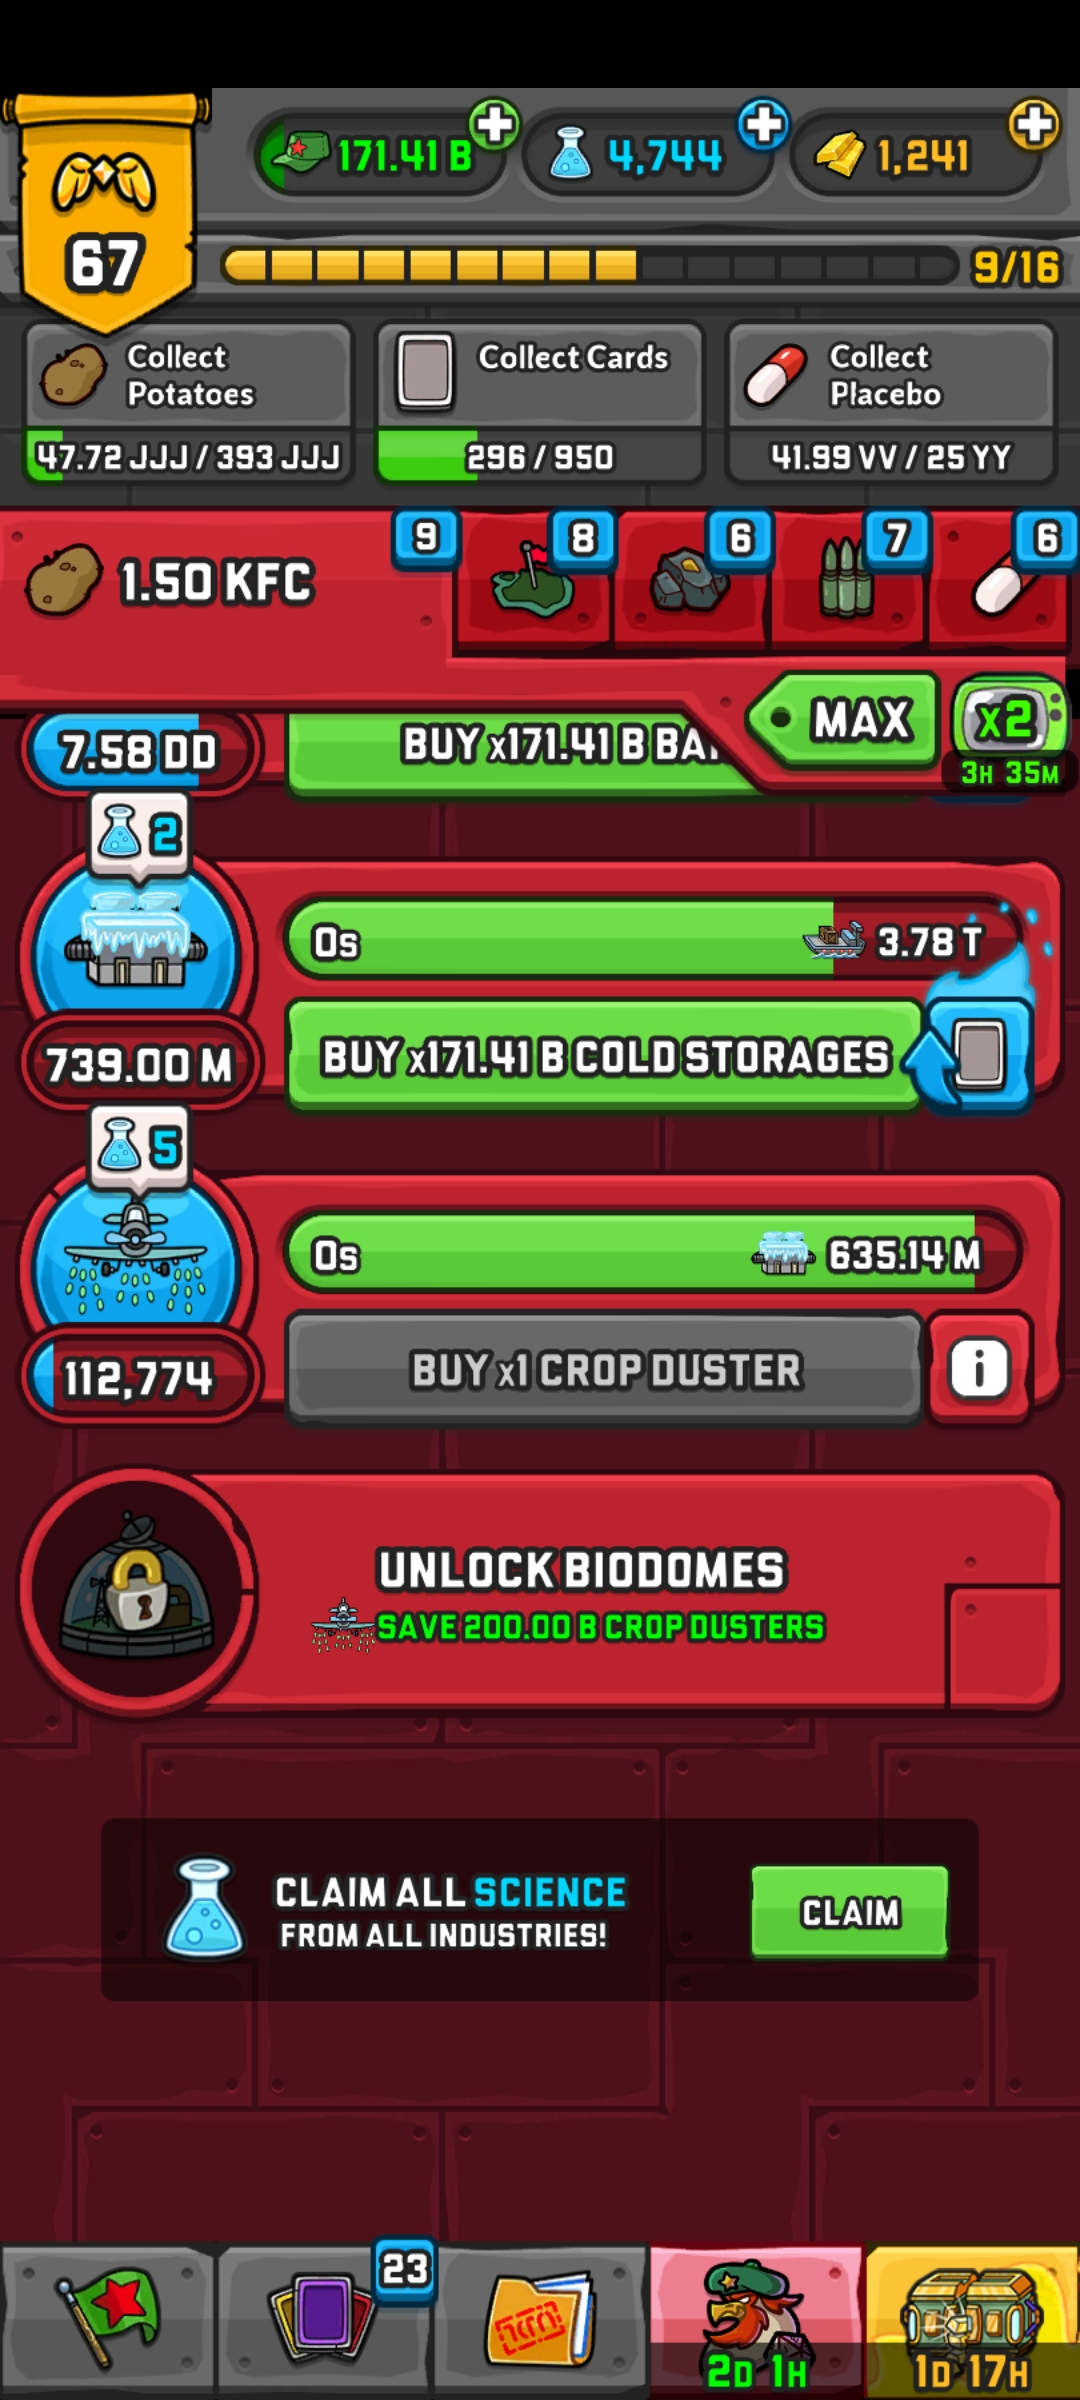 67
171.41 B
4,744
1,241
9/16
Collect
Potatoes
47.72 JJJ / 393 JJJ
Collect Cards
296 / 950
Collect
Placebo
41.99 VV / 25 YY
1.50 KFC
9
8
6
7
6
MAX
x2
3H 35M
7.58 DD
BUY x171.41 B
2
0s
3.78 T
739.00 M
BUY x171.41 B COLD STORAGES
5
0s
635.14 M
112,774
BUY x1 CROP DUSTER
i
UNLOCK BIODOMES
SAVE 200.00 B CROP DUSTERS
CLAIM ALL SCIENCE
FROM ALL INDUSTRIES!
CLAIM
23
2D 1H
1D 17H